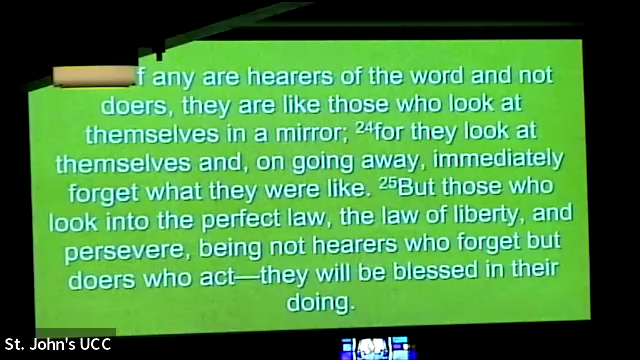 f any are hearers of the word and not
doers, they are like those who look at
themselves in a mirror; ²⁴for they look at
themselves and, on going away, immediately
forget what they were like. ²⁵But those who
look into the perfect law, the law of liberty, and
persevere, being not hearers who forget but
doers who act—they will be blessed in their
doing.
St. John's UCC